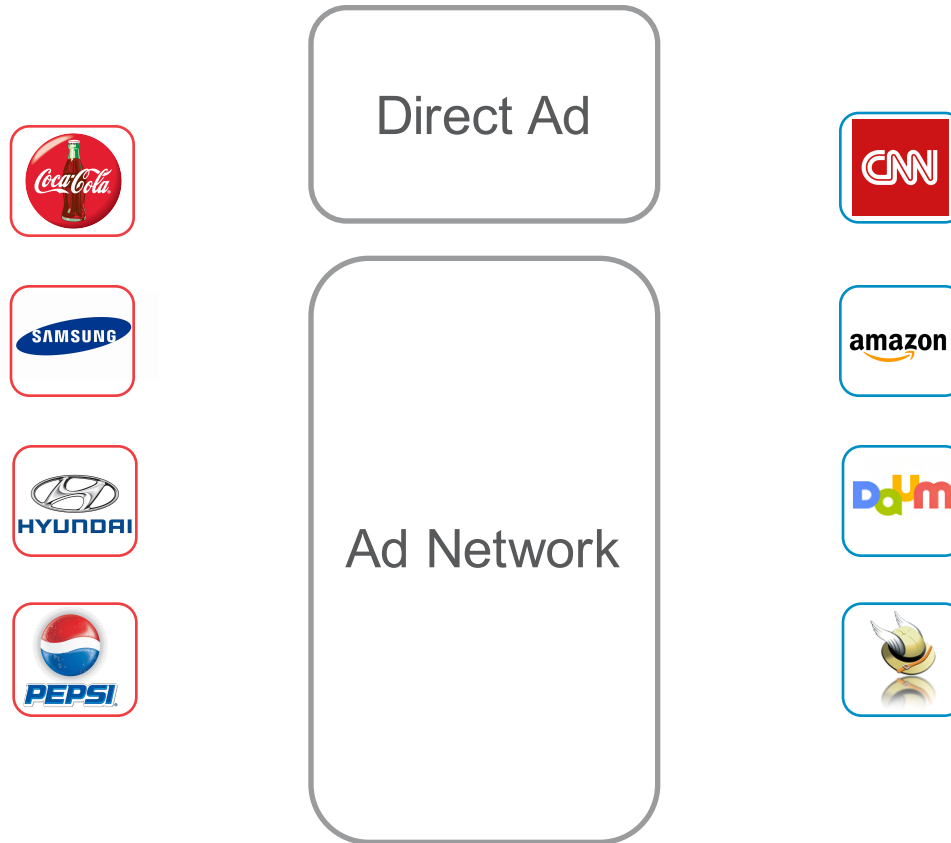 Direct Ad
Coca-Cola
CNN
SAMSUNG
amazon
HYUNDAI
Daum
Ad Network
PEPSI